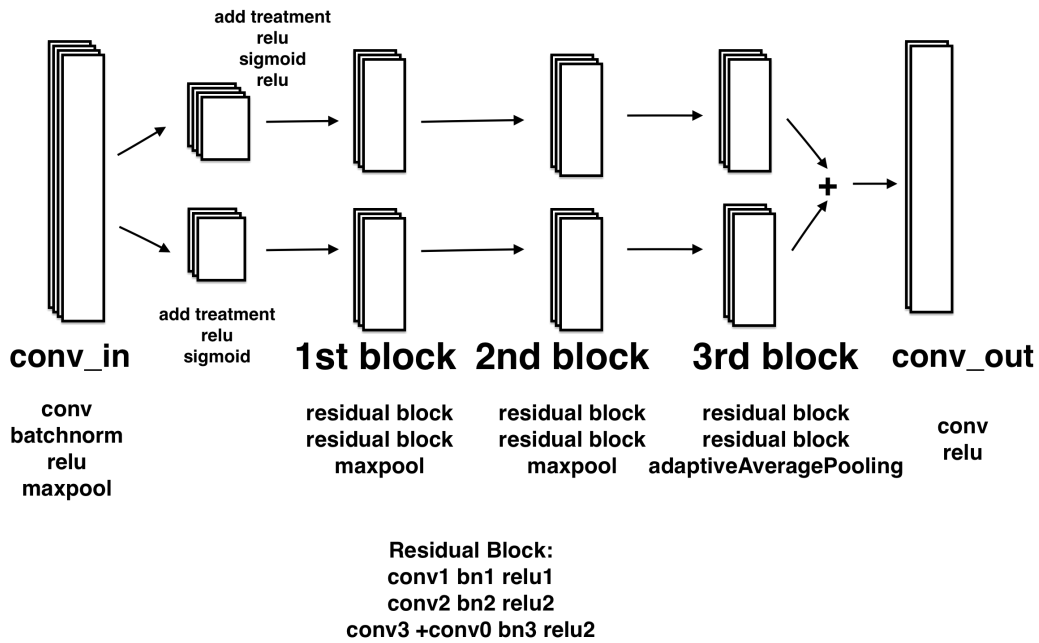 add treatment
relu
sigmoid
relu
+
add treatment
relu
sigmoid
conv_in
1st block
2nd block
3rd block
conv_out
conv
batchnorm
relu
maxpool
residual block
residual block
maxpool
residual block
residual block
maxpool
residual block
residual block
adaptiveAveragePooling
conv
relu
Residual Block:
conv1 bn1 relu1
conv2 bn2 relu2
conv3 +conv0 bn3 relu2